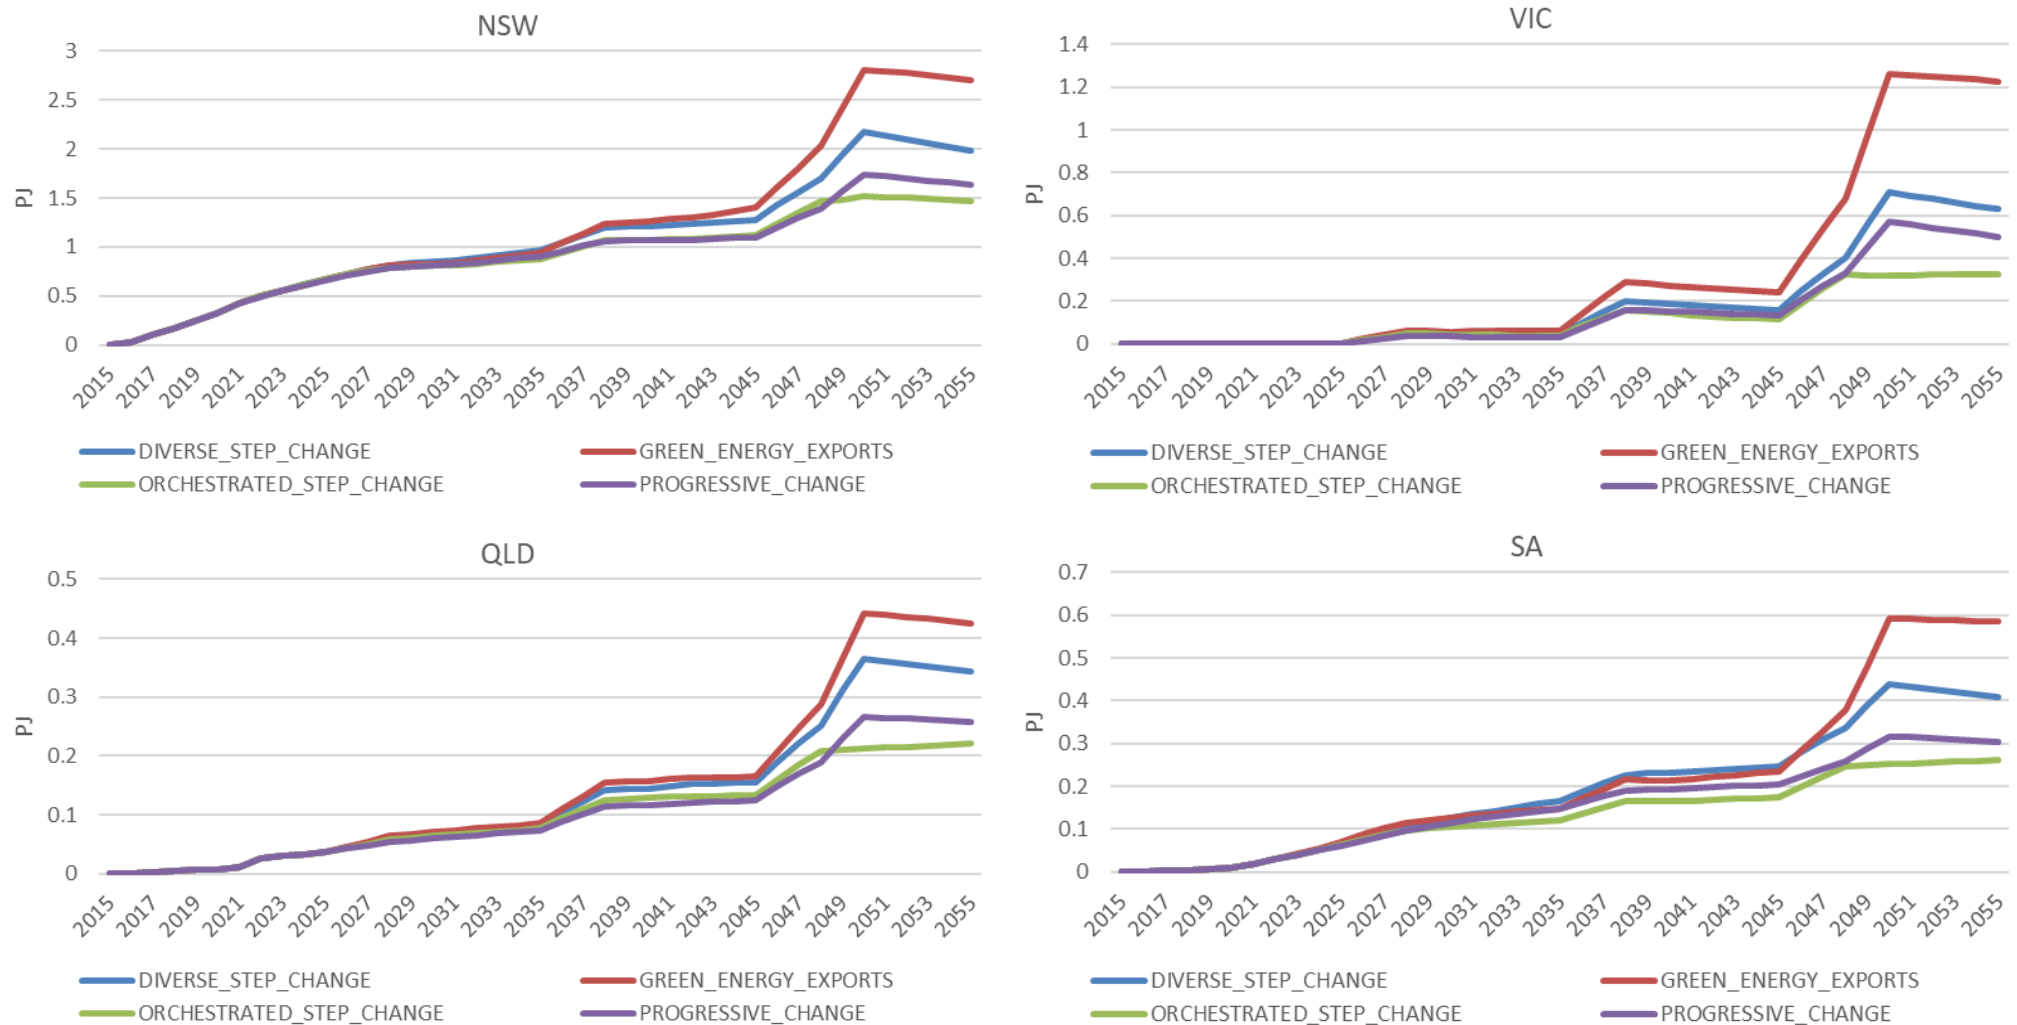 NSW
3
2.5
2
1.5
1
0.5
0
PJ
2015 2017 2019 2021 2023 2025 2027 2029 2031 2033 2035 2037 2039 2041 2043 2045 2047 2049 2051 2053 2055
DIVERSE_STEP_CHANGE GREEN_ENERGY_EXPORTS
ORCHESTRATED_STEP_CHANGE PROGRESSIVE_CHANGE
VIC
1.4
1.2
1
0.8
0.6
0.4
0.2
0
PJ
2015 2017 2019 2021 2023 2025 2027 2029 2031 2033 2035 2037 2039 2041 2043 2045 2047 2049 2051 2053 2055
DIVERSE_STEP_CHANGE GREEN_ENERGY_EXPORTS
ORCHESTRATED_STEP_CHANGE PROGRESSIVE_CHANGE
QLD
0.5
0.4
0.3
0.2
0.1
0
PJ
2015 2017 2019 2021 2023 2025 2027 2029 2031 2033 2035 2037 2039 2041 2043 2045 2047 2049 2051 2053 2055
DIVERSE_STEP_CHANGE GREEN_ENERGY_EXPORTS
ORCHESTRATED_STEP_CHANGE PROGRESSIVE_CHANGE
SA
0.7
0.6
0.5
0.4
0.3
0.2
0.1
0
PJ
2015 2017 2019 2021 2023 2025 2027 2029 2031 2033 2035 2037 2039 2041 2043 2045 2047 2049 2051 2053 2055
DIVERSE_STEP_CHANGE GREEN_ENERGY_EXPORTS
ORCHESTRATED_STEP_CHANGE PROGRESSIVE_CHANGE